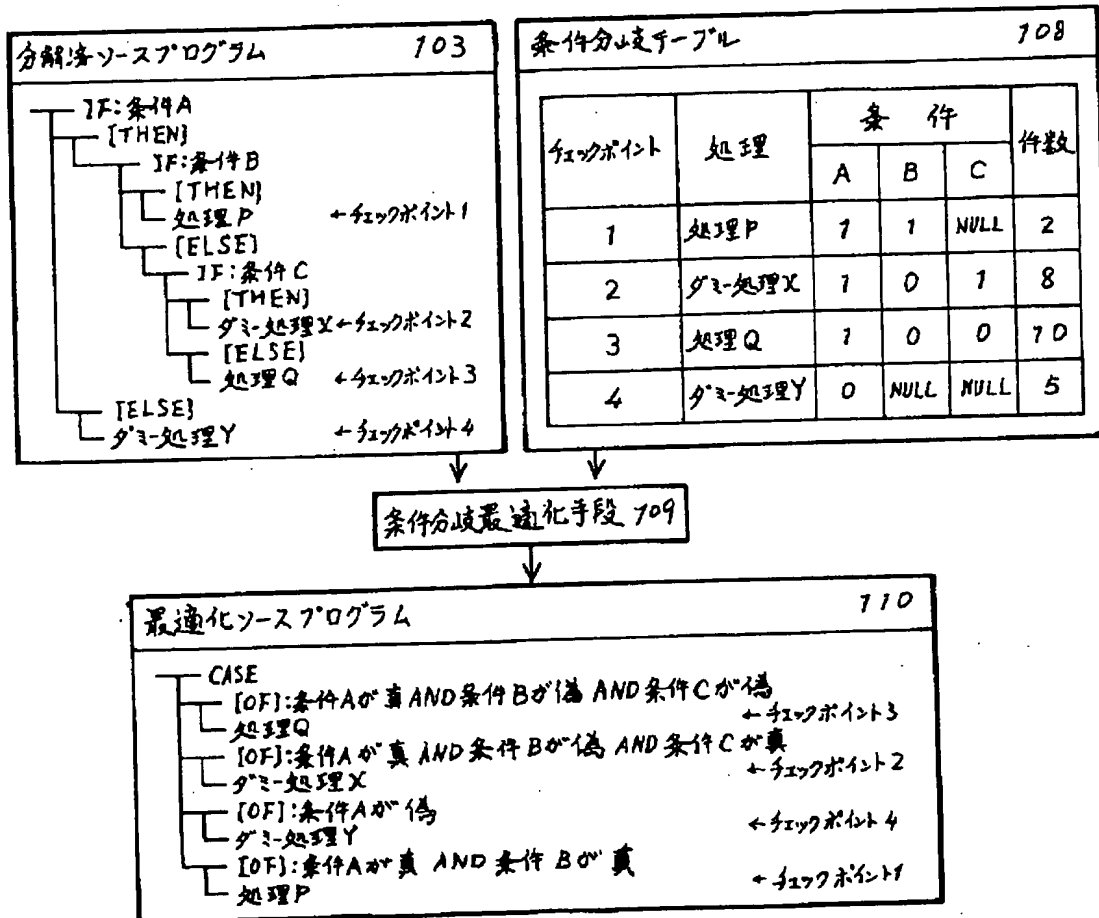 分解済ソースプログラム 103
IF:条件A
[THEN]
IF:条件B
[THEN]
処理P ←チェックポイント1
[ELSE]
IF:条件C
[THEN]
ダミー処理X ←チェックポイント2
[ELSE]
処理Q ←チェックポイント3
[ELSE]
ダミー処理Y ←チェックポイント4
条件分岐テーブル 108
チェックポイント 処理 条件 件数
A B C
1 処理P 1 1 NULL 2
2 ダミー処理X 1 0 1 8
3 処理Q 1 0 0 10
4 ダミー処理Y 0 NULL NULL 5
条件分岐最適化手段 109
最適化ソースプログラム 110
CASE
[OF]:条件Aが真 AND 条件Bが偽 AND 条件Cが偽
処理Q ←チェックポイント3
[OF]:条件Aが真 AND 条件Bが偽 AND 条件Cが真
ダミー処理X ←チェックポイント2
[OF]:条件Aが偽
ダミー処理Y ←チェックポイント4
[OF]:条件Aが真 AND 条件Bが真
処理P ←チェックポイント1